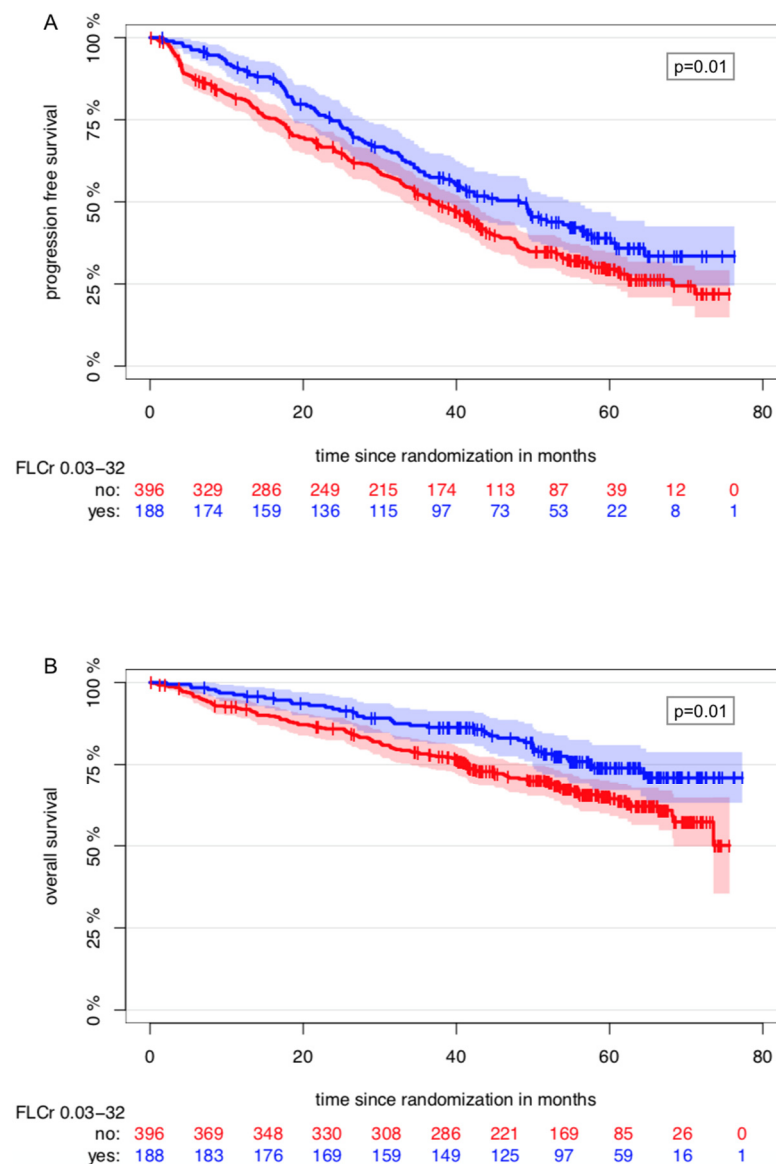 A
progression free survival
100 %
75 %
50 %
25 %
0 %
p=0.01
0 20 40 60 80
time since randomization in months
FLCr 0.03−32
no: 396 329 286 249 215 174 113 87 39 12 0
yes: 188 174 159 136 115 97 73 53 22 8 1
B
overall survival
100 %
75 %
50 %
25 %
0 %
p=0.01
0 20 40 60 80
time since randomization in months
FLCr 0.03−32
no: 396 369 348 330 308 286 221 169 85 26 0
yes: 188 183 176 169 159 149 125 97 59 16 1